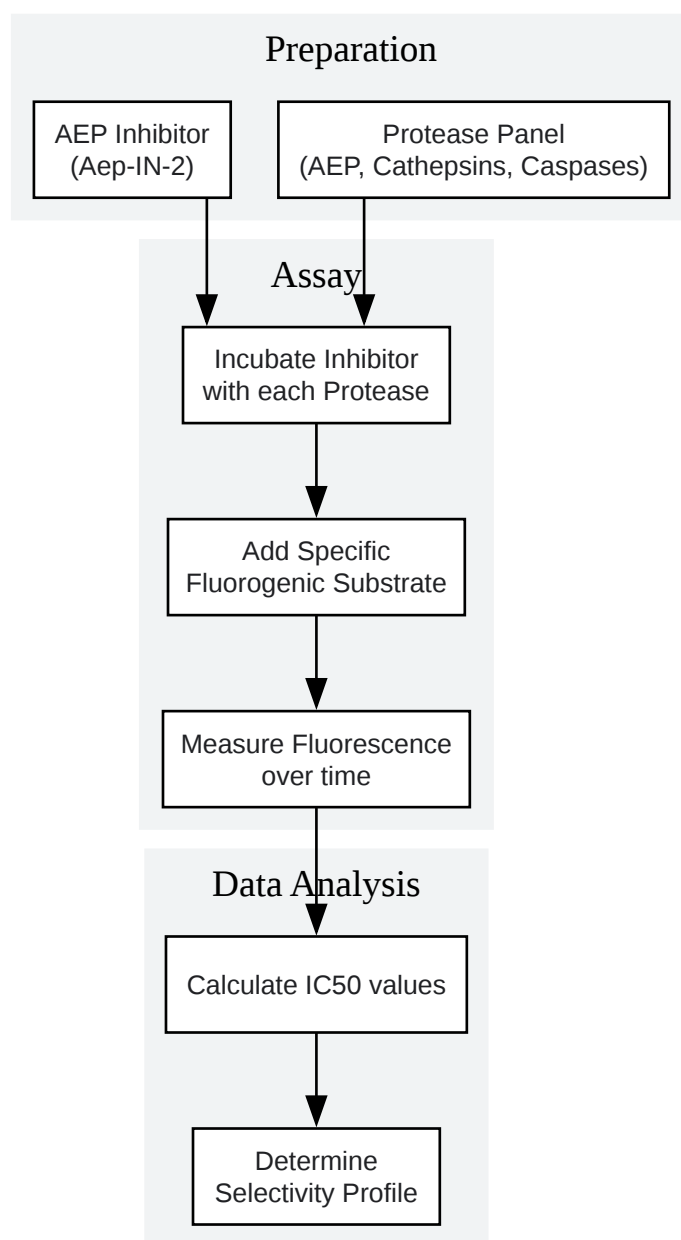 Preparation
AEP Inhibitor
(Aep-IN-2)
Protease Panel
(AEP, Cathepsins, Caspases)
Assay
Incubate Inhibitor
with each Protease
Add Specific
Fluorogenic Substrate
Measure Fluorescence
over time
Data Analysis
Calculate IC50 values
Determine
Selectivity Profile